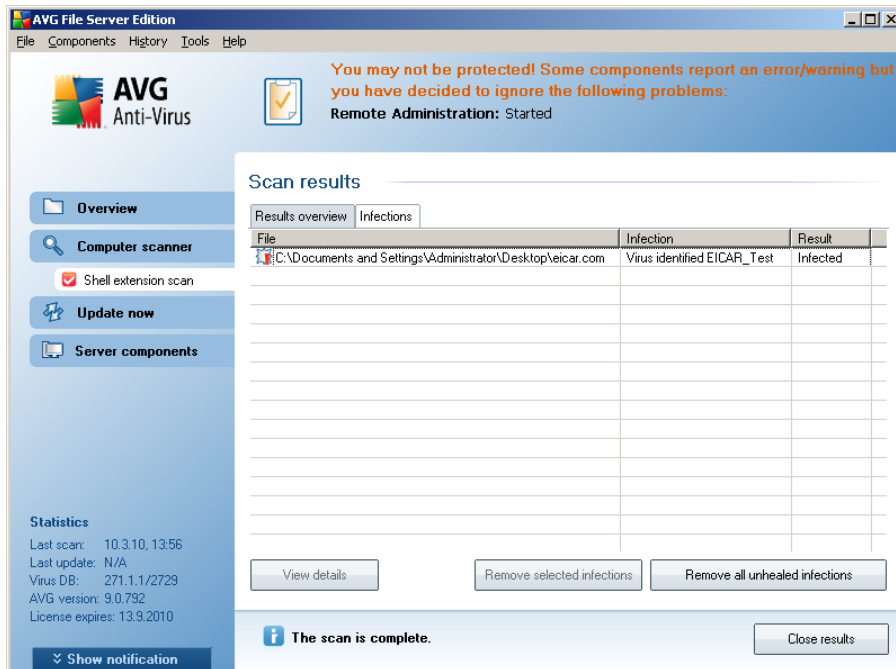 AVG File Server Edition
File Components History Tools Help
AVG
Anti-Virus
You may not be protected! Some components report an error/warning but
you have decided to ignore the following problems:
Remote Administration: Started
Overview
Computer scanner
Shell extension scan
Update now
Server components
Scan results
Results overview Infections
File Infection Result
C:\Documents and Settings\Administrator\Desktop\eicar.com Virus identified EICAR_Test Infected
View details Remove selected infections Remove all unhealed infections
Statistics
Last scan: 10.3.10, 13:56
Last update: N/A
Virus DB: 271.1.1/2729
AVG version: 9.0.792
License expires: 13.9.2010
Show notification
The scan is complete.
Close results